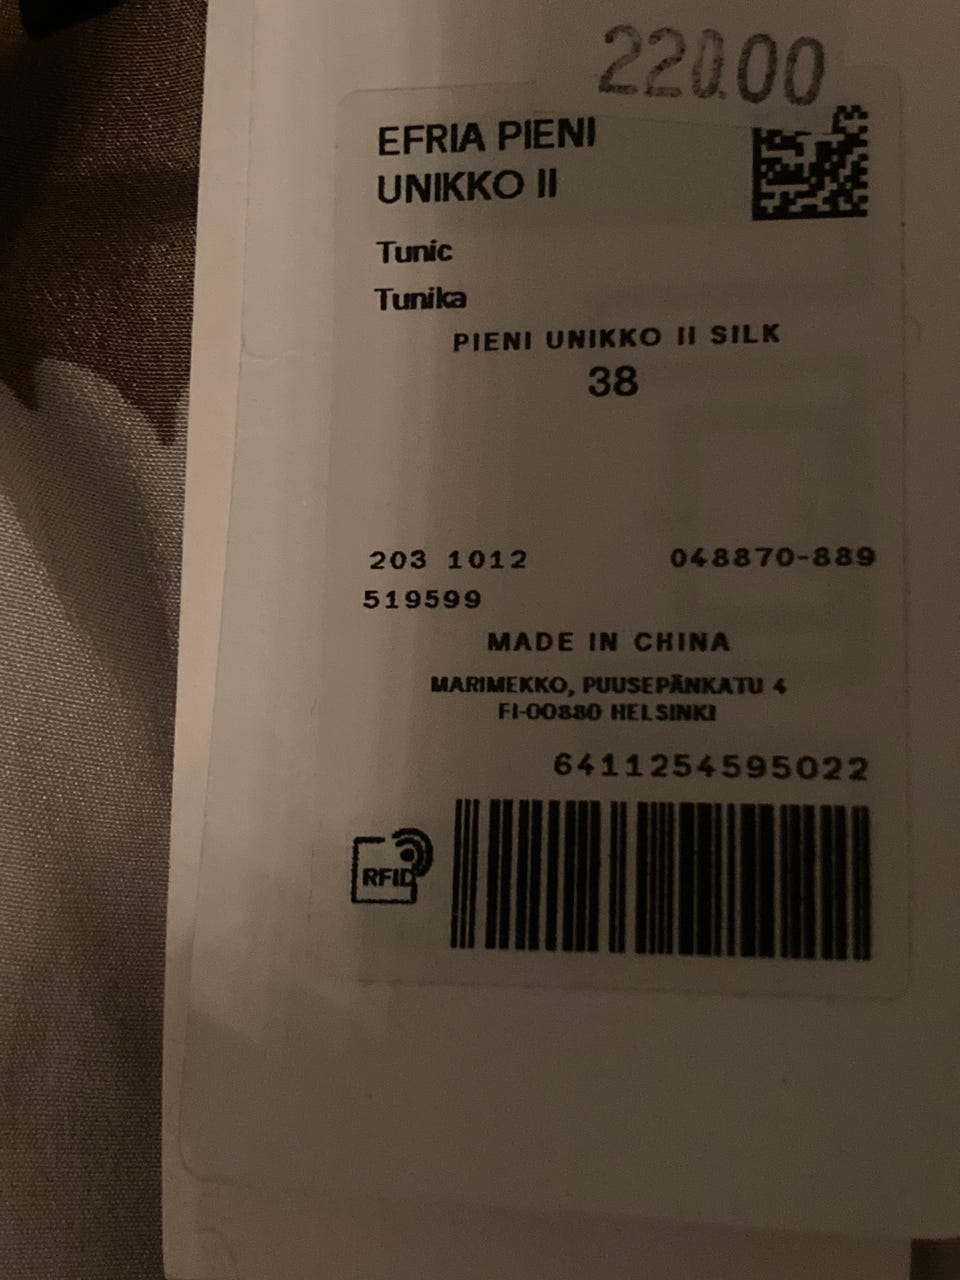 220.00
EFRIA PIENI
UNIKKO II
Tunic
Tunika
PIENI UNIKKO II SILK
38
203 1012
048870-889
519599
MADE IN CHINA
MARIMEKKO, PUUSEPÄNKATU 4
FI-00880 HELSINKI
6411254595022
RFID